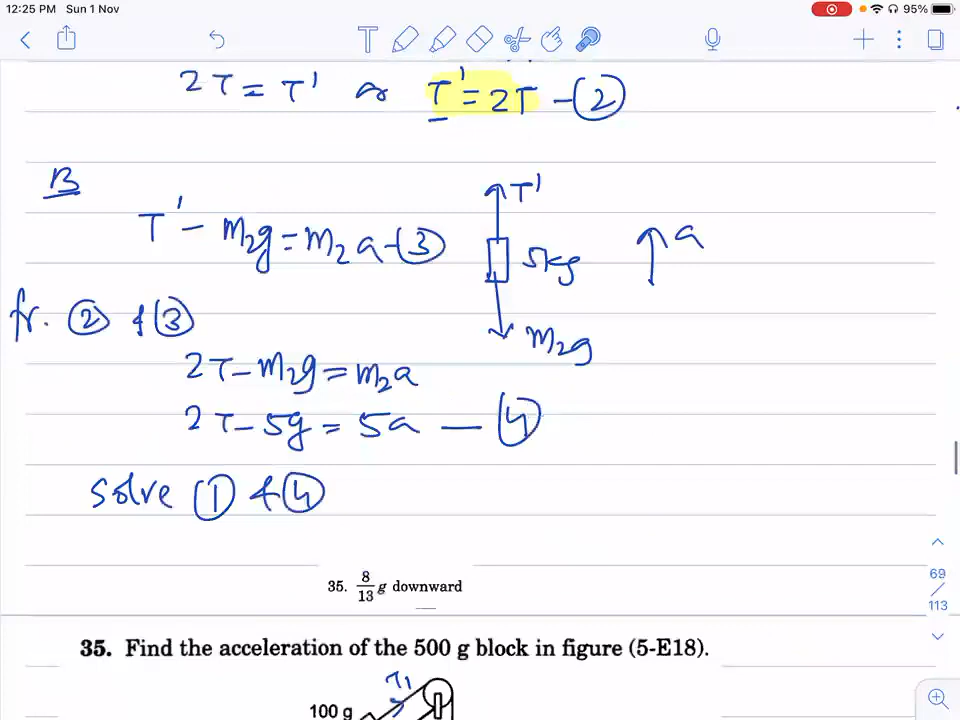 12:25 PM Sun 1 Nov 95%
2T = T' or T' = 2T - (2)
B
T' - m₂g = m₂a - (3)
T'
5kg
a
m₂g
fr. (2) & (3)
2T - m₂g = m₂a
2T - 5g = 5a — (4)
solve (1) & (4)
35. 8/13 g downward
69
/
113
35. Find the acceleration of the 500 g block in figure (5-E18).
T₁
100 g